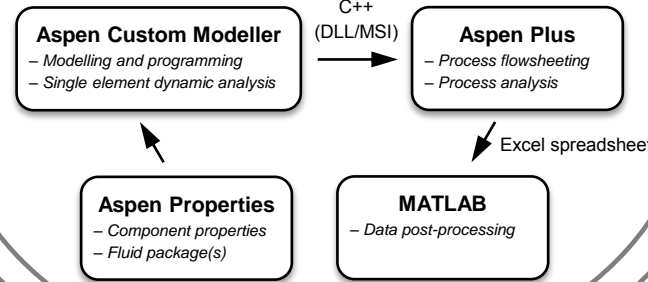 C++
(DLL/MSI)
Aspen Custom Modeller
– Modelling and programming
– Single element dynamic analysis
Aspen Plus
– Process flowsheeting
– Process analysis
Excel spreadsheet
Aspen Properties
– Component properties
– Fluid package(s)
MATLAB
– Data post-processing